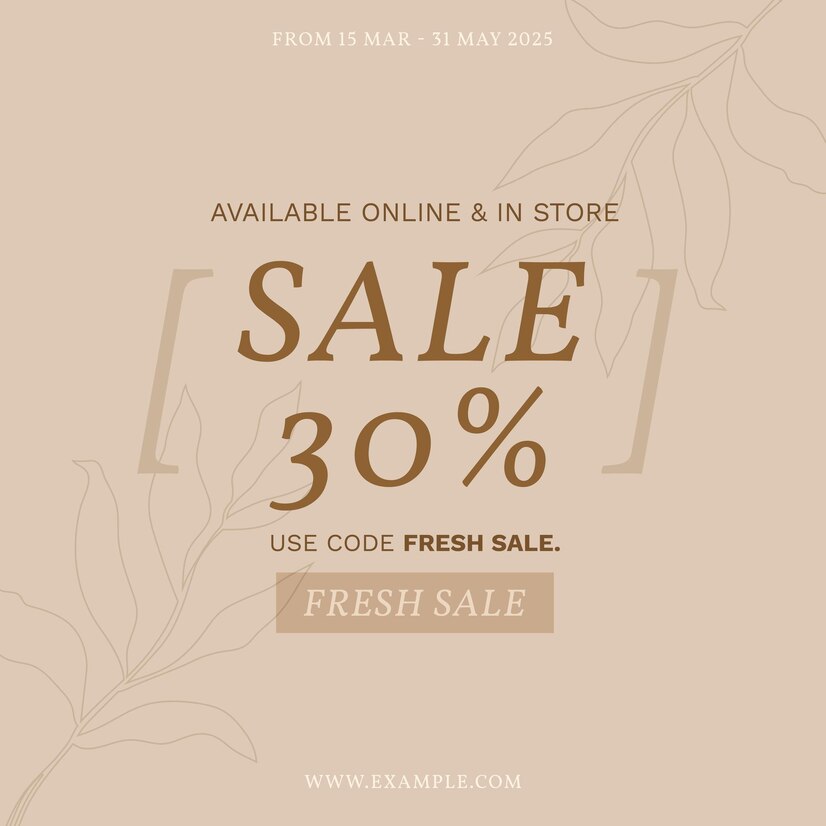 FROM 15 MAR - 31 MAY 2025
AVAILABLE ONLINE & IN STORE
[SALE
30%]
USE CODE FRESH SALE.
FRESH SALE
WWW.EXAMPLE.COM